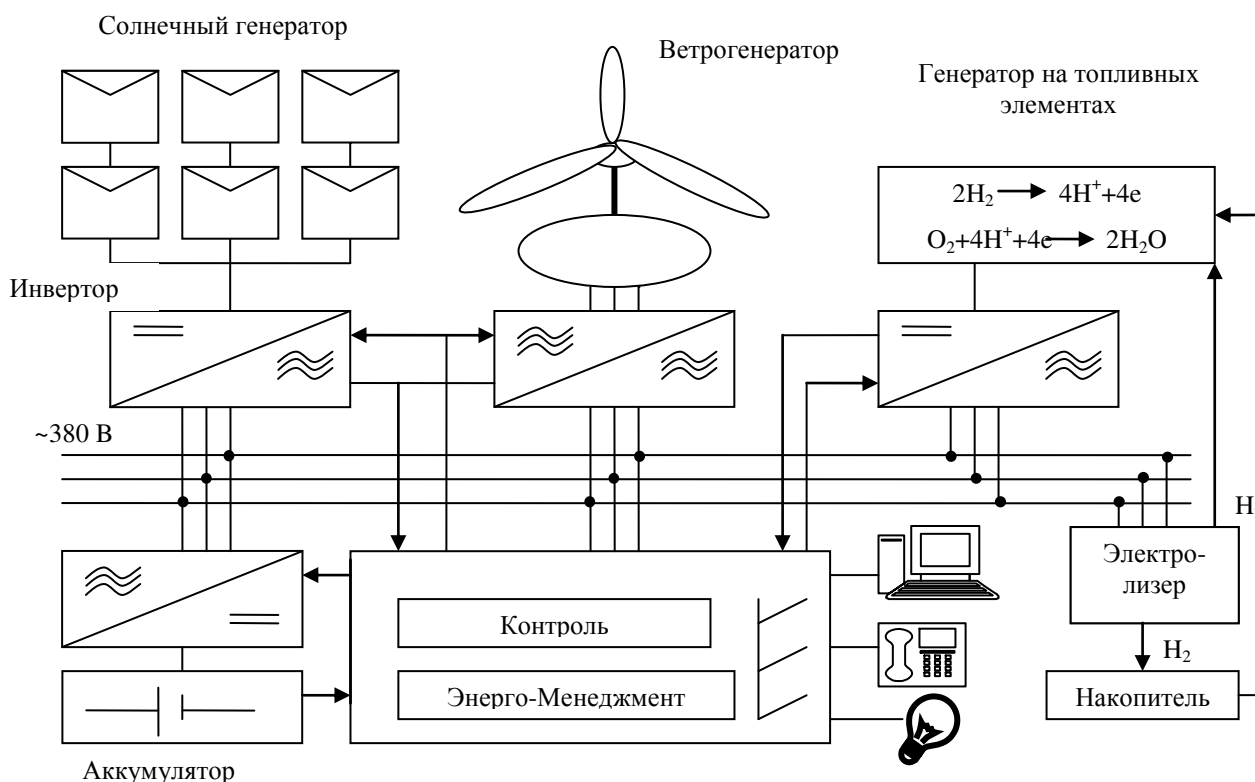 Солнечный генератор
Ветрогенератор
Генератор на топливных
элементах
2H₂ → 4H⁺+4e
O₂+4H⁺+4e → 2H₂O
Инвертор
~380 В
H
Электро-
лизер
Контроль
H₂
Энерго-Менеджмент
Накопитель
Аккумулятор